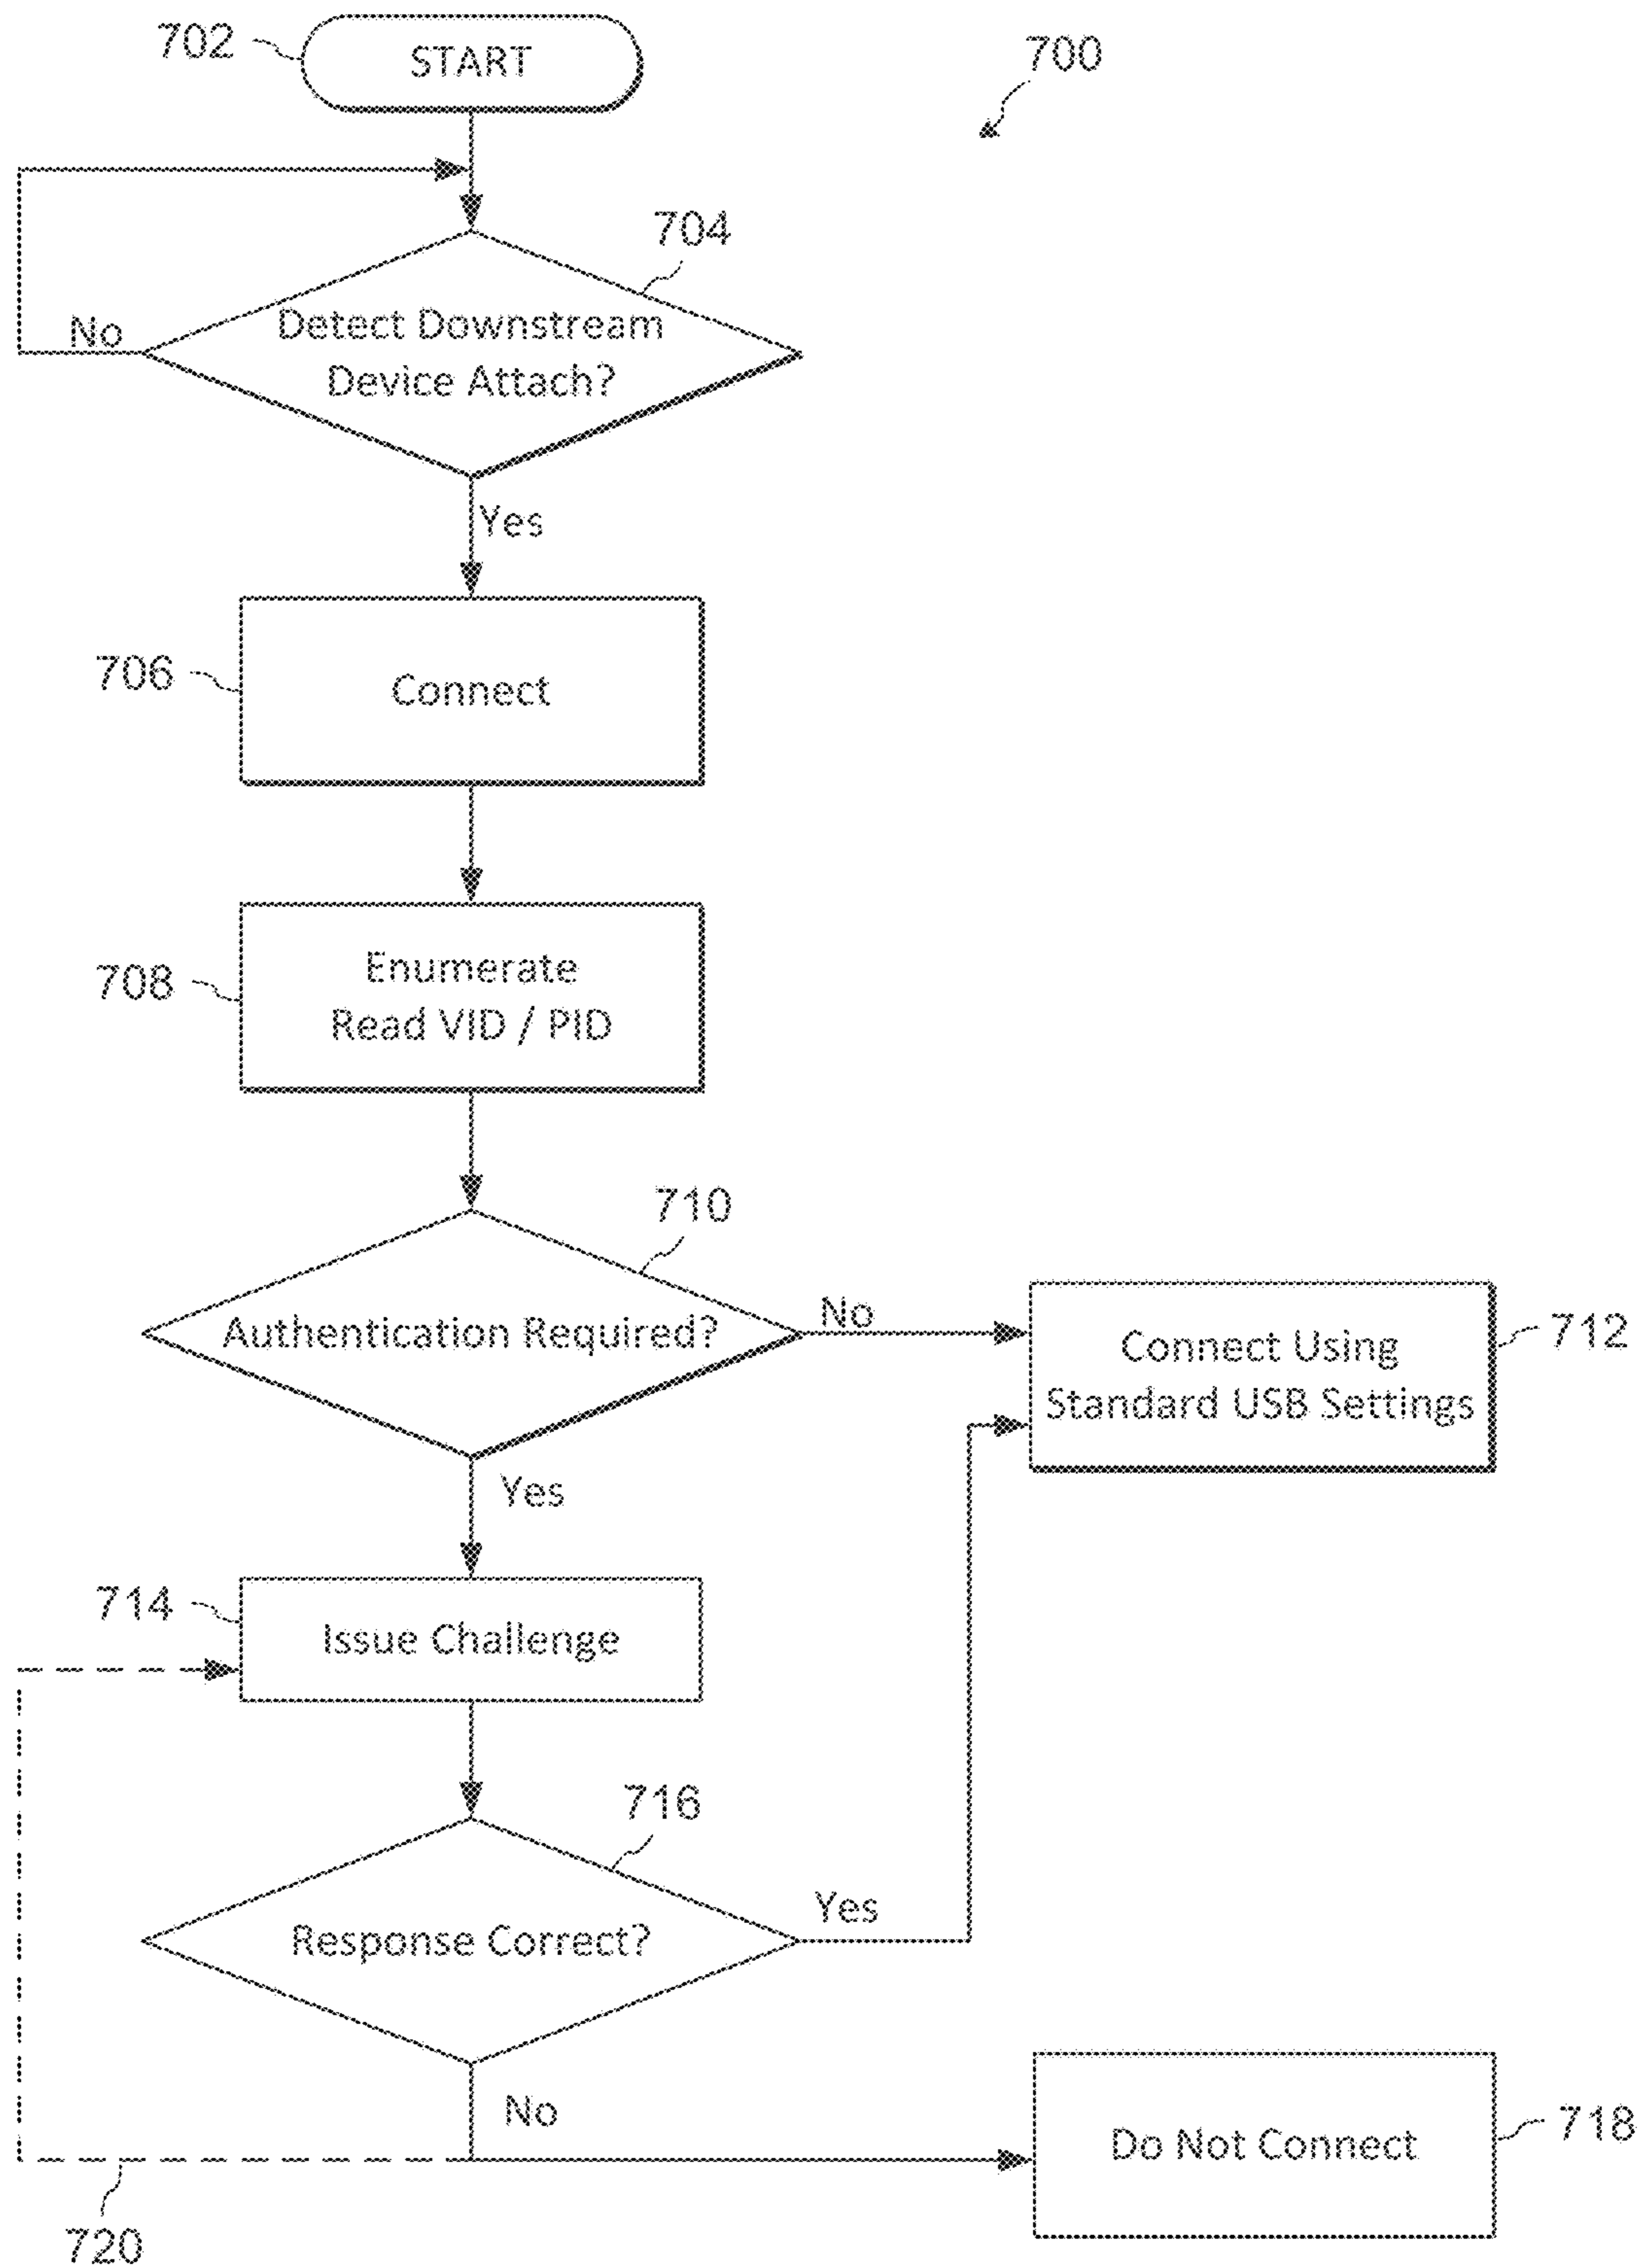 702
START
700
704
No
Detect Downstream
Device Attach?
Yes
706
Connect
708
Enumerate
Read VID / PID
710
Authentication Required?
No
Connect Using
Standard USB Settings
712
Yes
714
Issue Challenge
716
Response Correct?
Yes
No
Do Not Connect
718
720